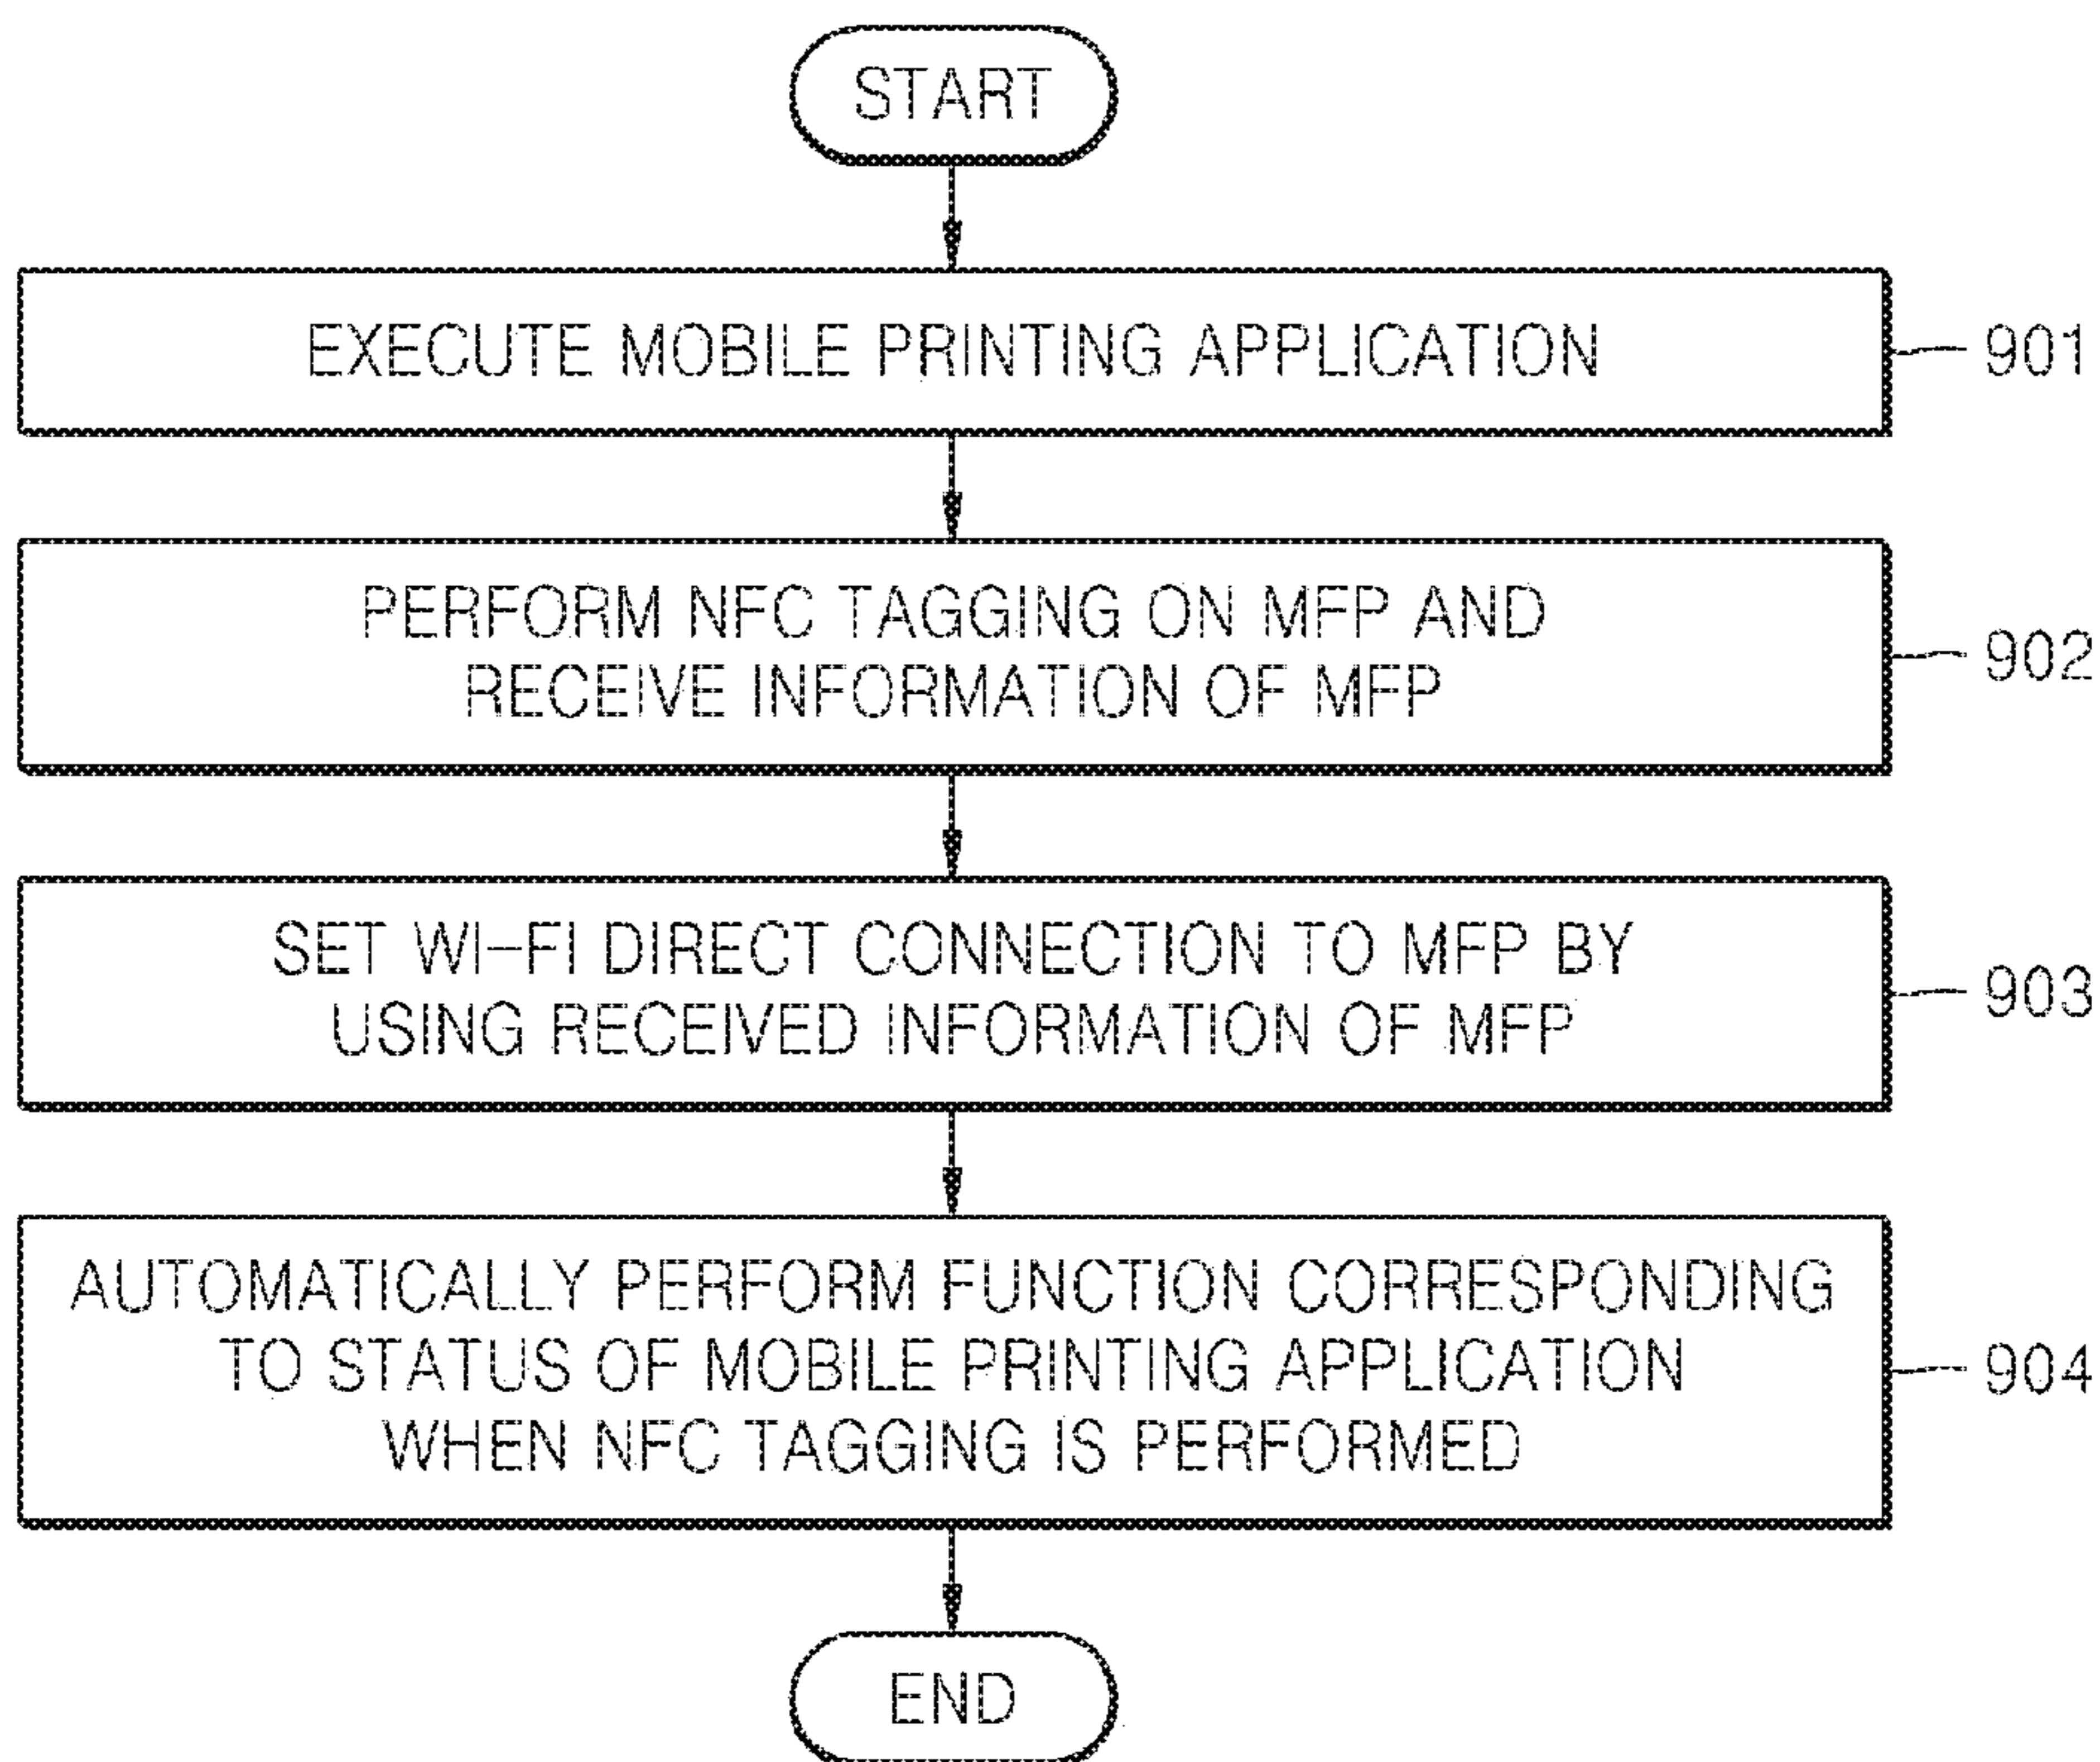 START
EXECUTE MOBILE PRINTING APPLICATION
901
PERFORM NFC TAGGING ON MFP AND
RECEIVE INFORMATION OF MFP
902
SET WI-FI DIRECT CONNECTION TO MFP BY
USING RECEIVED INFORMATION OF MFP
903
AUTOMATICALLY PERFORM FUNCTION CORRESPONDING
TO STATUS OF MOBILE PRINTING APPLICATION
WHEN NFC TAGGING IS PERFORMED
904
END